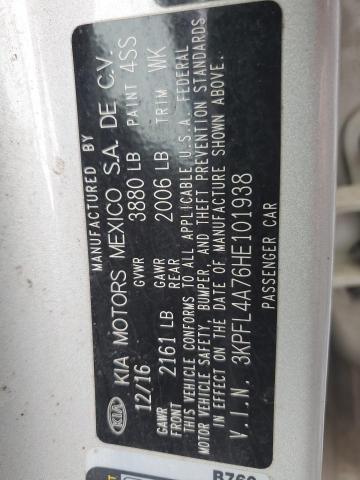 MANUFACTURED BY
KIA KIA MOTORS MEXICO S.A. DE C.V.
12/16 GVWR 3880 LB PAINT 4SS
GAWR FRONT 2161 LB GAWR REAR 2006 LB TRIM WK
THIS VEHICLE CONFORMS TO ALL APPLICABLE U.S.A. FEDERAL
MOTOR VEHICLE SAFETY, BUMPER, AND THEFT PREVENTION STANDARDS
IN EFFECT ON THE DATE OF MANUFACTURE SHOWN ABOVE.
V.I.N. 3KPFL4A76HE101938
PASSENGER CAR